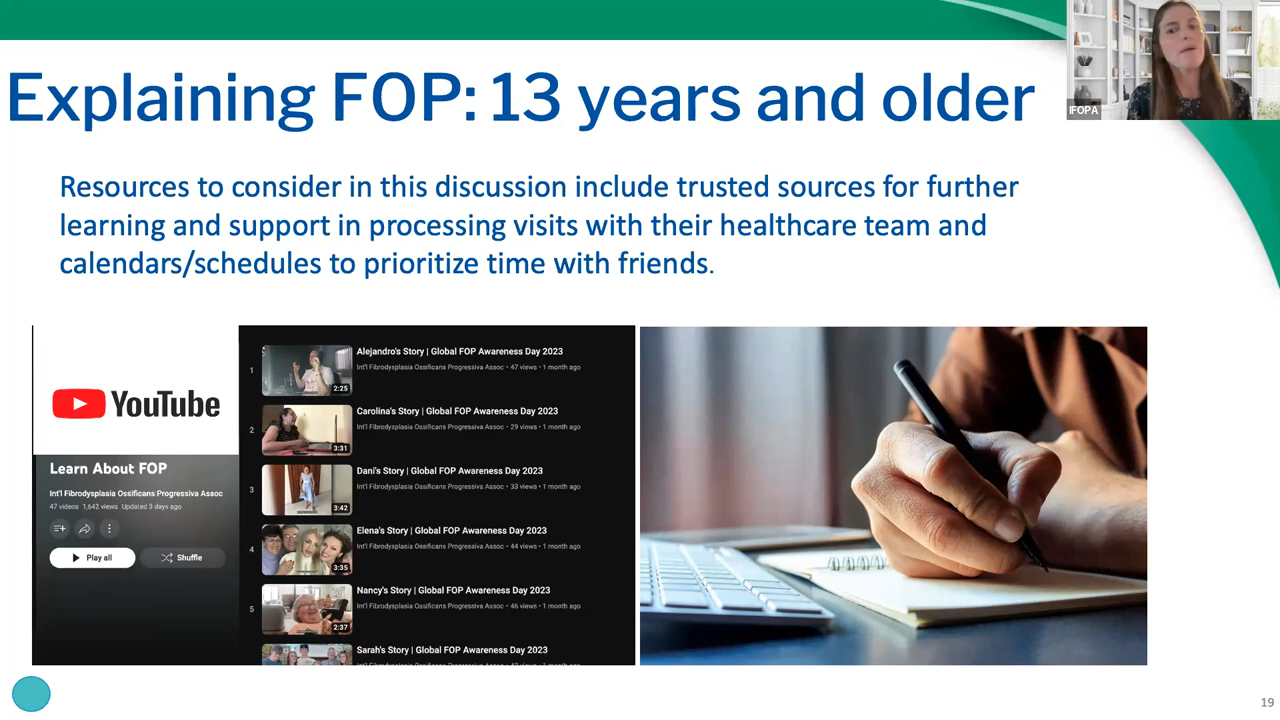 Explaining FOP: 13 years and older
IFOPA
Resources to consider in this discussion include trusted sources for further
learning and support in processing visits with their healthcare team and
calendars/schedules to prioritize time with friends.
YouTube
Learn About FOP
Int'l Fibrodysplasia Ossificans Progressiva Assoc
47 videos 1,642 views Updated 3 days ago
Play all
Shuffle
1
2:25
Alejandro's Story | Global FOP Awareness Day 2023
Int'l Fibrodysplasia Ossificans Progressiva Assoc • 47 views • 1 month ago
2
3:31
Carolina's Story | Global FOP Awareness Day 2023
Int'l Fibrodysplasia Ossificans Progressiva Assoc • 29 views • 1 month ago
3
3:42
Dani's Story | Global FOP Awareness Day 2023
Int'l Fibrodysplasia Ossificans Progressiva Assoc • 33 views • 1 month ago
4
3:35
Elena's Story | Global FOP Awareness Day 2023
Int'l Fibrodysplasia Ossificans Progressiva Assoc • 44 views • 1 month ago
5
2:37
Nancy's Story | Global FOP Awareness Day 2023
Int'l Fibrodysplasia Ossificans Progressiva Assoc • 46 views • 1 month ago
Sarah's Story | Global FOP Awareness Day 2023
19